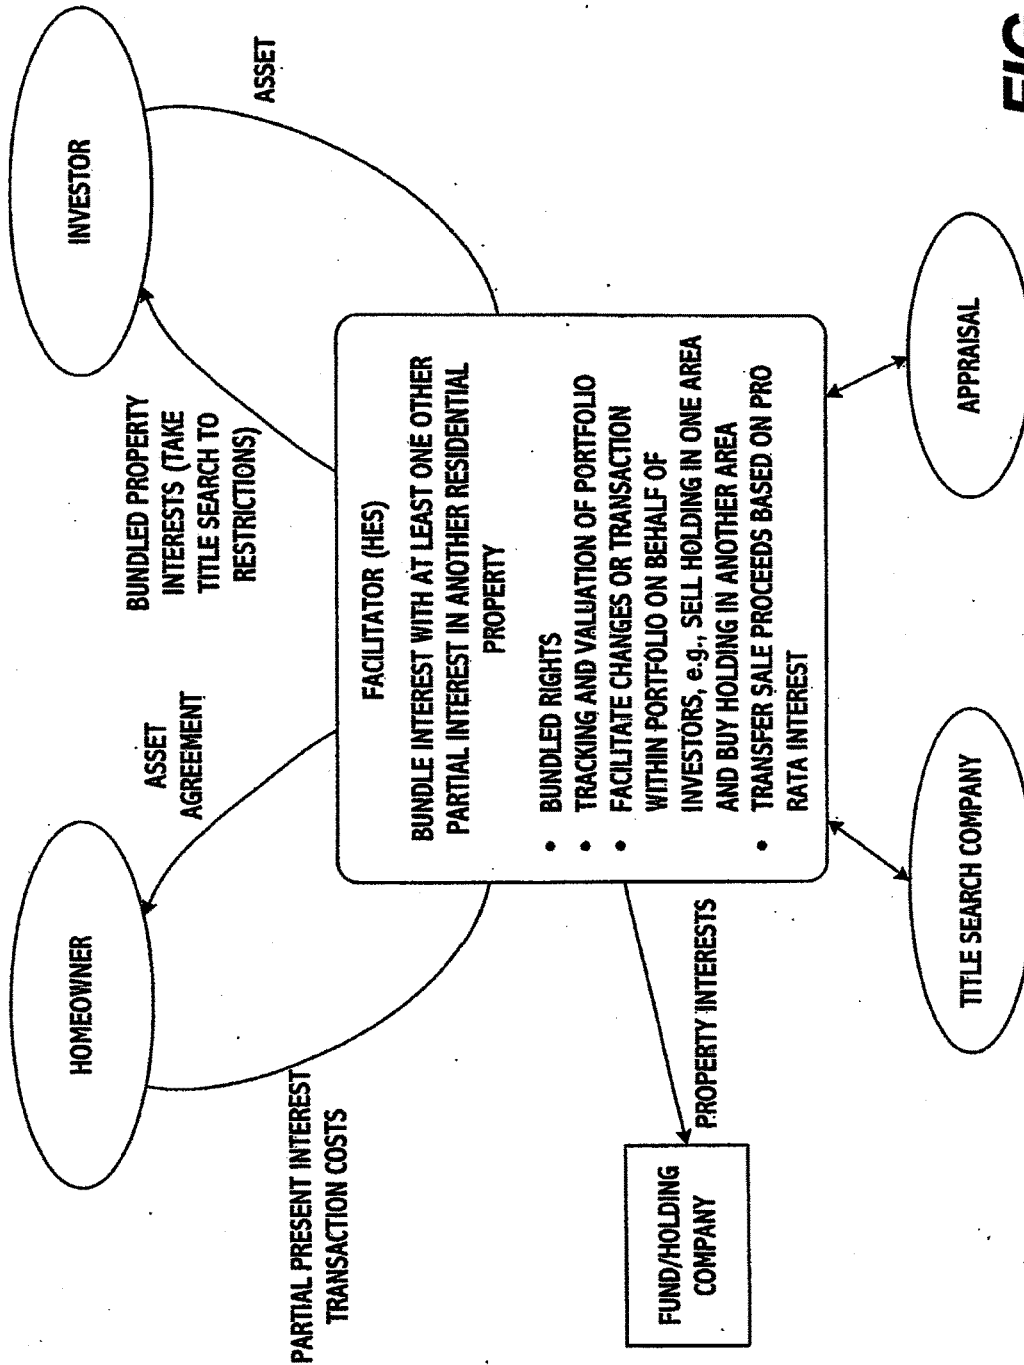 HOMEOWNER
INVESTOR
ASSET
AGREEMENT
BUNDLED PROPERTY
INTERESTS (TAKE
TITLE SEARCH TO
RESTRICTIONS)
ASSET
PARTIAL PRESENT INTEREST
TRANSACTION COSTS
FACILITATOR (HES)
BUNDLE INTEREST WITH AT LEAST ONE OTHER
PARTIAL INTEREST IN ANOTHER RESIDENTIAL
PROPERTY
• BUNDLED RIGHTS
• TRACKING AND VALUATION OF PORTFOLIO
• FACILITATE CHANGES OR TRANSACTION
WITHIN PORTFOLIO ON BEHALF OF
INVESTORS, e.g., SELL HOLDING IN ONE AREA
AND BUY HOLDING IN ANOTHER AREA
• TRANSFER SALE PROCEEDS BASED ON PRO
RATA INTEREST
PROPERTY INTERESTS
FUND/HOLDING
COMPANY
TITLE SEARCH COMPANY
APPRAISAL
FIG